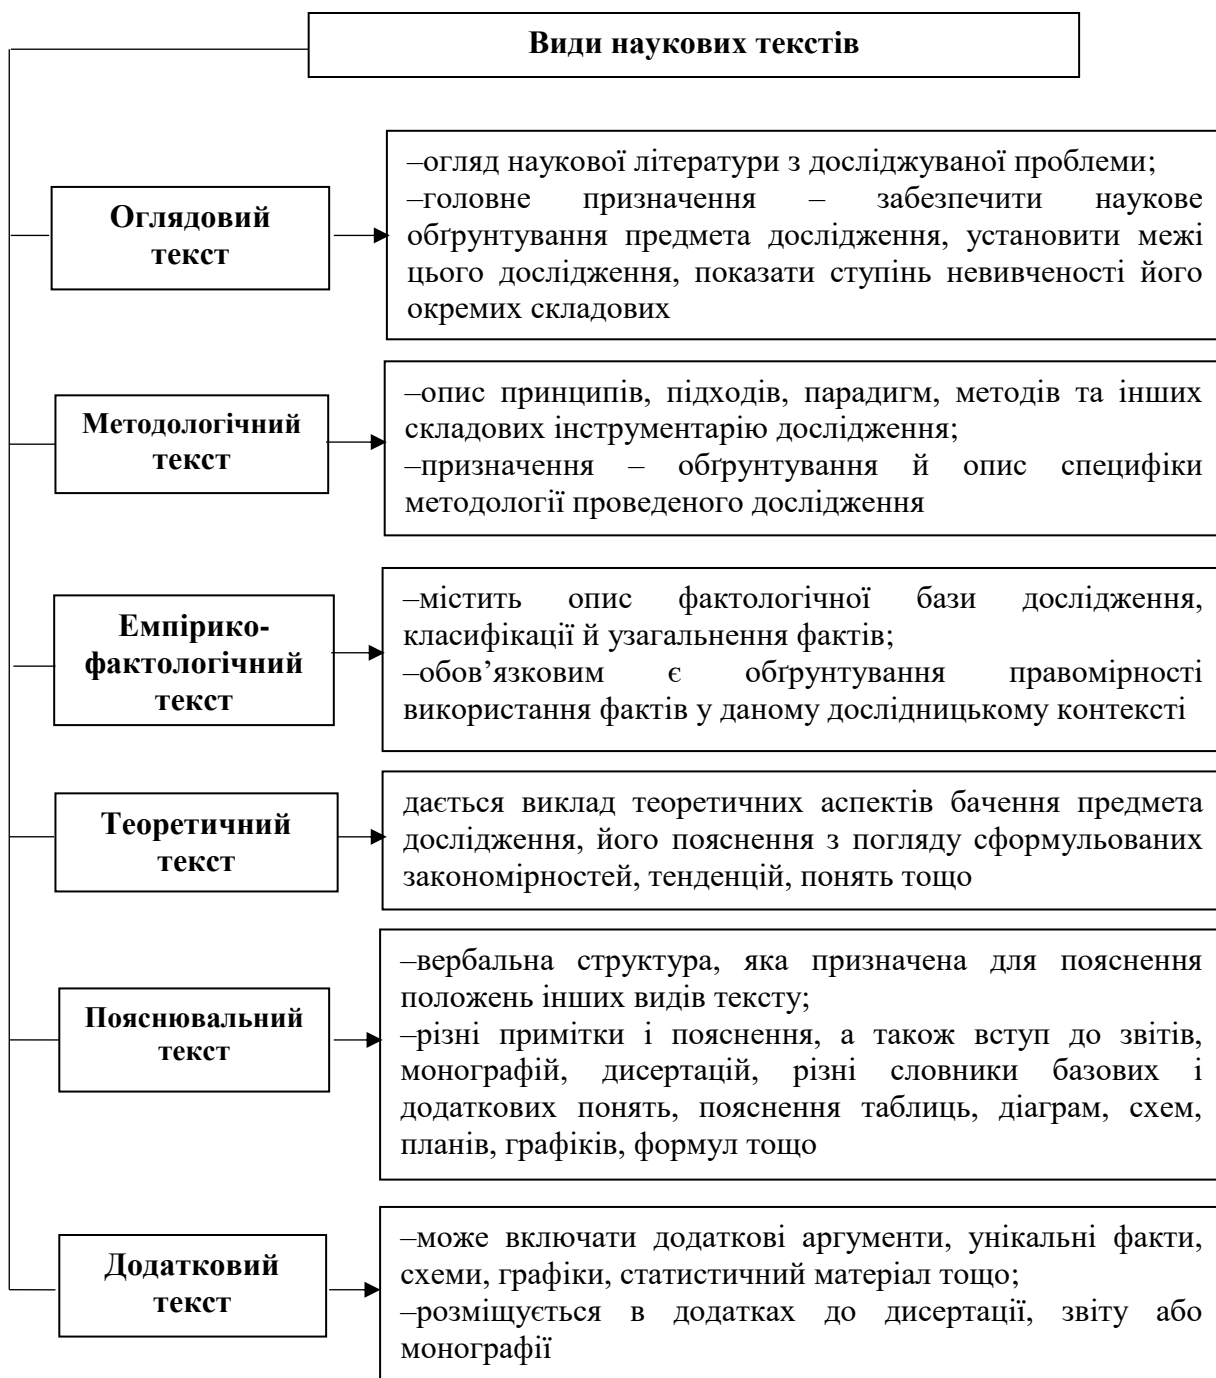 Види наукових текстів
Оглядовий
текст
–огляд наукової літератури з досліджуваної проблеми;
–головне призначення – забезпечити наукове
обґрунтування предмета дослідження, установити межі
цього дослідження, показати ступінь невивченості його
окремих складових
Методологічний
текст
–опис принципів, підходів, парадигм, методів та інших
складових інструментарію дослідження;
–призначення – обґрунтування й опис специфіки
методології проведеного дослідження
Емпірико-
фактологічний
текст
–містить опис фактологічної бази дослідження,
класифікації й узагальнення фактів;
–обов’язковим є обґрунтування правомірності
використання фактів у даному дослідницькому контексті
Теоретичний
текст
дається виклад теоретичних аспектів бачення предмета
дослідження, його пояснення з погляду сформульованих
закономірностей, тенденцій, понять тощо
Пояснювальний
текст
–вербальна структура, яка призначена для пояснення
положень інших видів тексту;
–різні примітки і пояснення, а також вступ до звітів,
монографій, дисертацій, різні словники базових і
додаткових понять, пояснення таблиць, діаграм, схем,
планів, графіків, формул тощо
Додатковий
текст
–може включати додаткові аргументи, унікальні факти,
схеми, графіки, статистичний матеріал тощо;
–розміщується в додатках до дисертації, звіту або
монографії